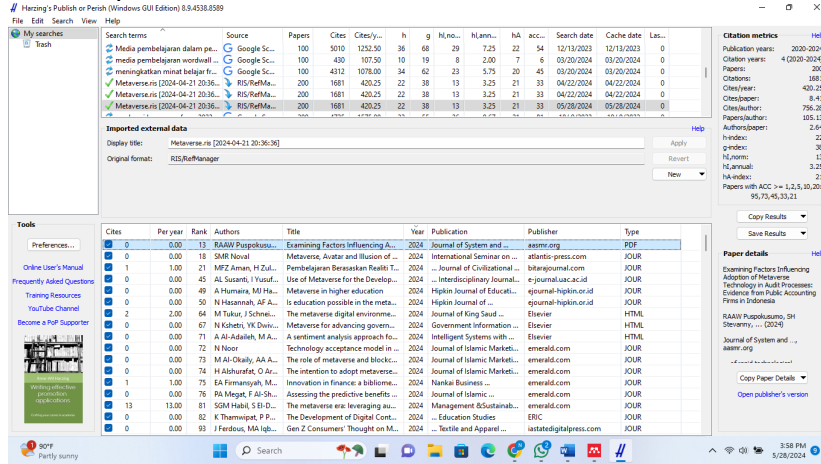 Harzing's Publish or Perish (Windows GUI Edition) 8.9.4538.8589
File Edit Search View Help
My searches
Trash
Search terms Source Papers Cites Cites/y... h g hI,no... hI,ann... hA acc... Search date Cache date Las...
Media pembelajaran dalam pe... Google Sc... 100 5010 1252.50 36 68 29 7.25 22 54 12/13/2023 12/13/2023 0
Media pembelajaran wordwall ... Google Sc... 100 430 107.50 10 19 8 2.00 7 6 03/20/2024 03/20/2024 0
meningkatkan minat belajar fr... Google Sc... 100 4312 1078.00 34 62 23 5.75 20 45 03/20/2024 03/20/2024 0
Metaverse.ris [2024-04-21 20:36... RIS/RefMa... 200 1681 420.25 22 38 13 3.25 21 33 04/22/2024 04/22/2024 0
Metaverse.ris [2024-04-21 20:36... RIS/RefMa... 200 1681 420.25 22 38 13 3.25 21 33 04/22/2024 04/22/2024 0
Metaverse.ris [2024-04-21 20:36... RIS/RefMa... 200 1681 420.25 22 38 13 3.25 21 33 05/28/2024 05/28/2024 0
Imported external data Help
Display title: Metaverse.ris [2024-04-21 20:36:36] Apply
Original format: RIS/RefManager Revert
New
Citation metrics Hel
Publication years: 2020-2024
Citation years: 4 (2020-2024)
Papers: 200
Citations: 1681
Cites/year: 420.25
Cites/paper: 8.41
Cites/author: 756.28
Papers/author: 105.13
Authors/paper: 2.64
h-index: 22
g-index: 38
hI,norm: 13
hI,annual: 3.25
hA-index: 21
Papers with ACC >= 1,2,5,10,20:
95,73,45,33,21
Copy Results
Save Results
Tools
Preferences...
Online User's Manual
Frequently Asked Questions
Training Resources
YouTube Channel
Become a PoP Supporter
Writing effective
promotion
applications
Cites Per year Rank Authors Title Year Publication Publisher Type
0 0.00 13 RAAW Puspokusu... Examining Factors Influencing A... 2024 Journal of System and ... aasmr.org PDF
0 0.00 18 SMR Noval Metaverse, Avatar and Illusion of ... 2024 International Seminar on ... atlantis-press.com JOUR
1 1.00 21 MFZ Aman, H Zul... Pembelajaran Berasaskan Realiti T... 2024 ... Journal of Civilizational ... bitarajournal.com JOUR
0 0.00 45 AL Susanti, I Yusuf... Use of Metaverse for the Develop... 2024 ... Interdisciplinary Journal... e-journal.uac.ac.id JOUR
0 0.00 49 A Humaira, MJ Ha... Metaverse in higher education 2024 Hipkin Journal of Educati... ejournal-hipkin.or.id JOUR
0 0.00 50 N Hasannah, AF A... Is education possible in the meta... 2024 Hipkin Journal of ... ejournal-hipkin.or.id JOUR
2 2.00 64 M Tukur, J Schnei... The metaverse digital environme... 2024 Journal of King Saud ... Elsevier HTML
0 0.00 67 N Kshetri, YK Dwiv... Metaverse for advancing govern... 2024 Government Information ... Elsevier HTML
0 0.00 71 A Al-Adaileh, M A... A sentiment analysis approach fo... 2024 Intelligent Systems with ... Elsevier HTML
0 0.00 72 N Noor Technology acceptance model in ... 2024 Journal of Islamic Marketi... emerald.com JOUR
0 0.00 73 M Al-Okaily, AA A... The role of metaverse and blockc... 2024 Journal of Islamic Marketi... emerald.com JOUR
0 0.00 74 H Alshurafat, O Ar... The intention to adopt metaverse... 2024 Journal of Islamic Marketi... emerald.com JOUR
1 1.00 75 EA Firmansyah, M... Innovation in finance: a bibliome... 2024 Nankai Business ... emerald.com JOUR
0 0.00 76 PA Megat, F Al-Sh... Assessing the predictive benefits ... 2024 Journal of Islamic ... emerald.com JOUR
13 13.00 81 SGM Habil, S El-D... The metaverse era: leveraging au... 2024 Management &Sustainab... emerald.com JOUR
0 0.00 82 K Thamwipat, P P... The Development of Digital Cont... 2024 ... Education Studies ERIC JOUR
0 0.00 93 J Ferdous, MA Iqb... Gen Z Consumers' Thought on M... 2024 ... Textile and Apparel ... iastatedigitalpress.com JOUR
Paper details Hel
Examining Factors Influencing
Adoption of Metaverse
Technology in Audit Processes:
Evidence from Public Accounting
Firms in Indonesia
RAAW Puspokusumo, SH
Stevanny, ... (2024)
Journal of System and ...,
aasmr.org
Copy Paper Details
Open publisher's version
90°F
Partly sunny
Search
3:58 PM
5/28/2024